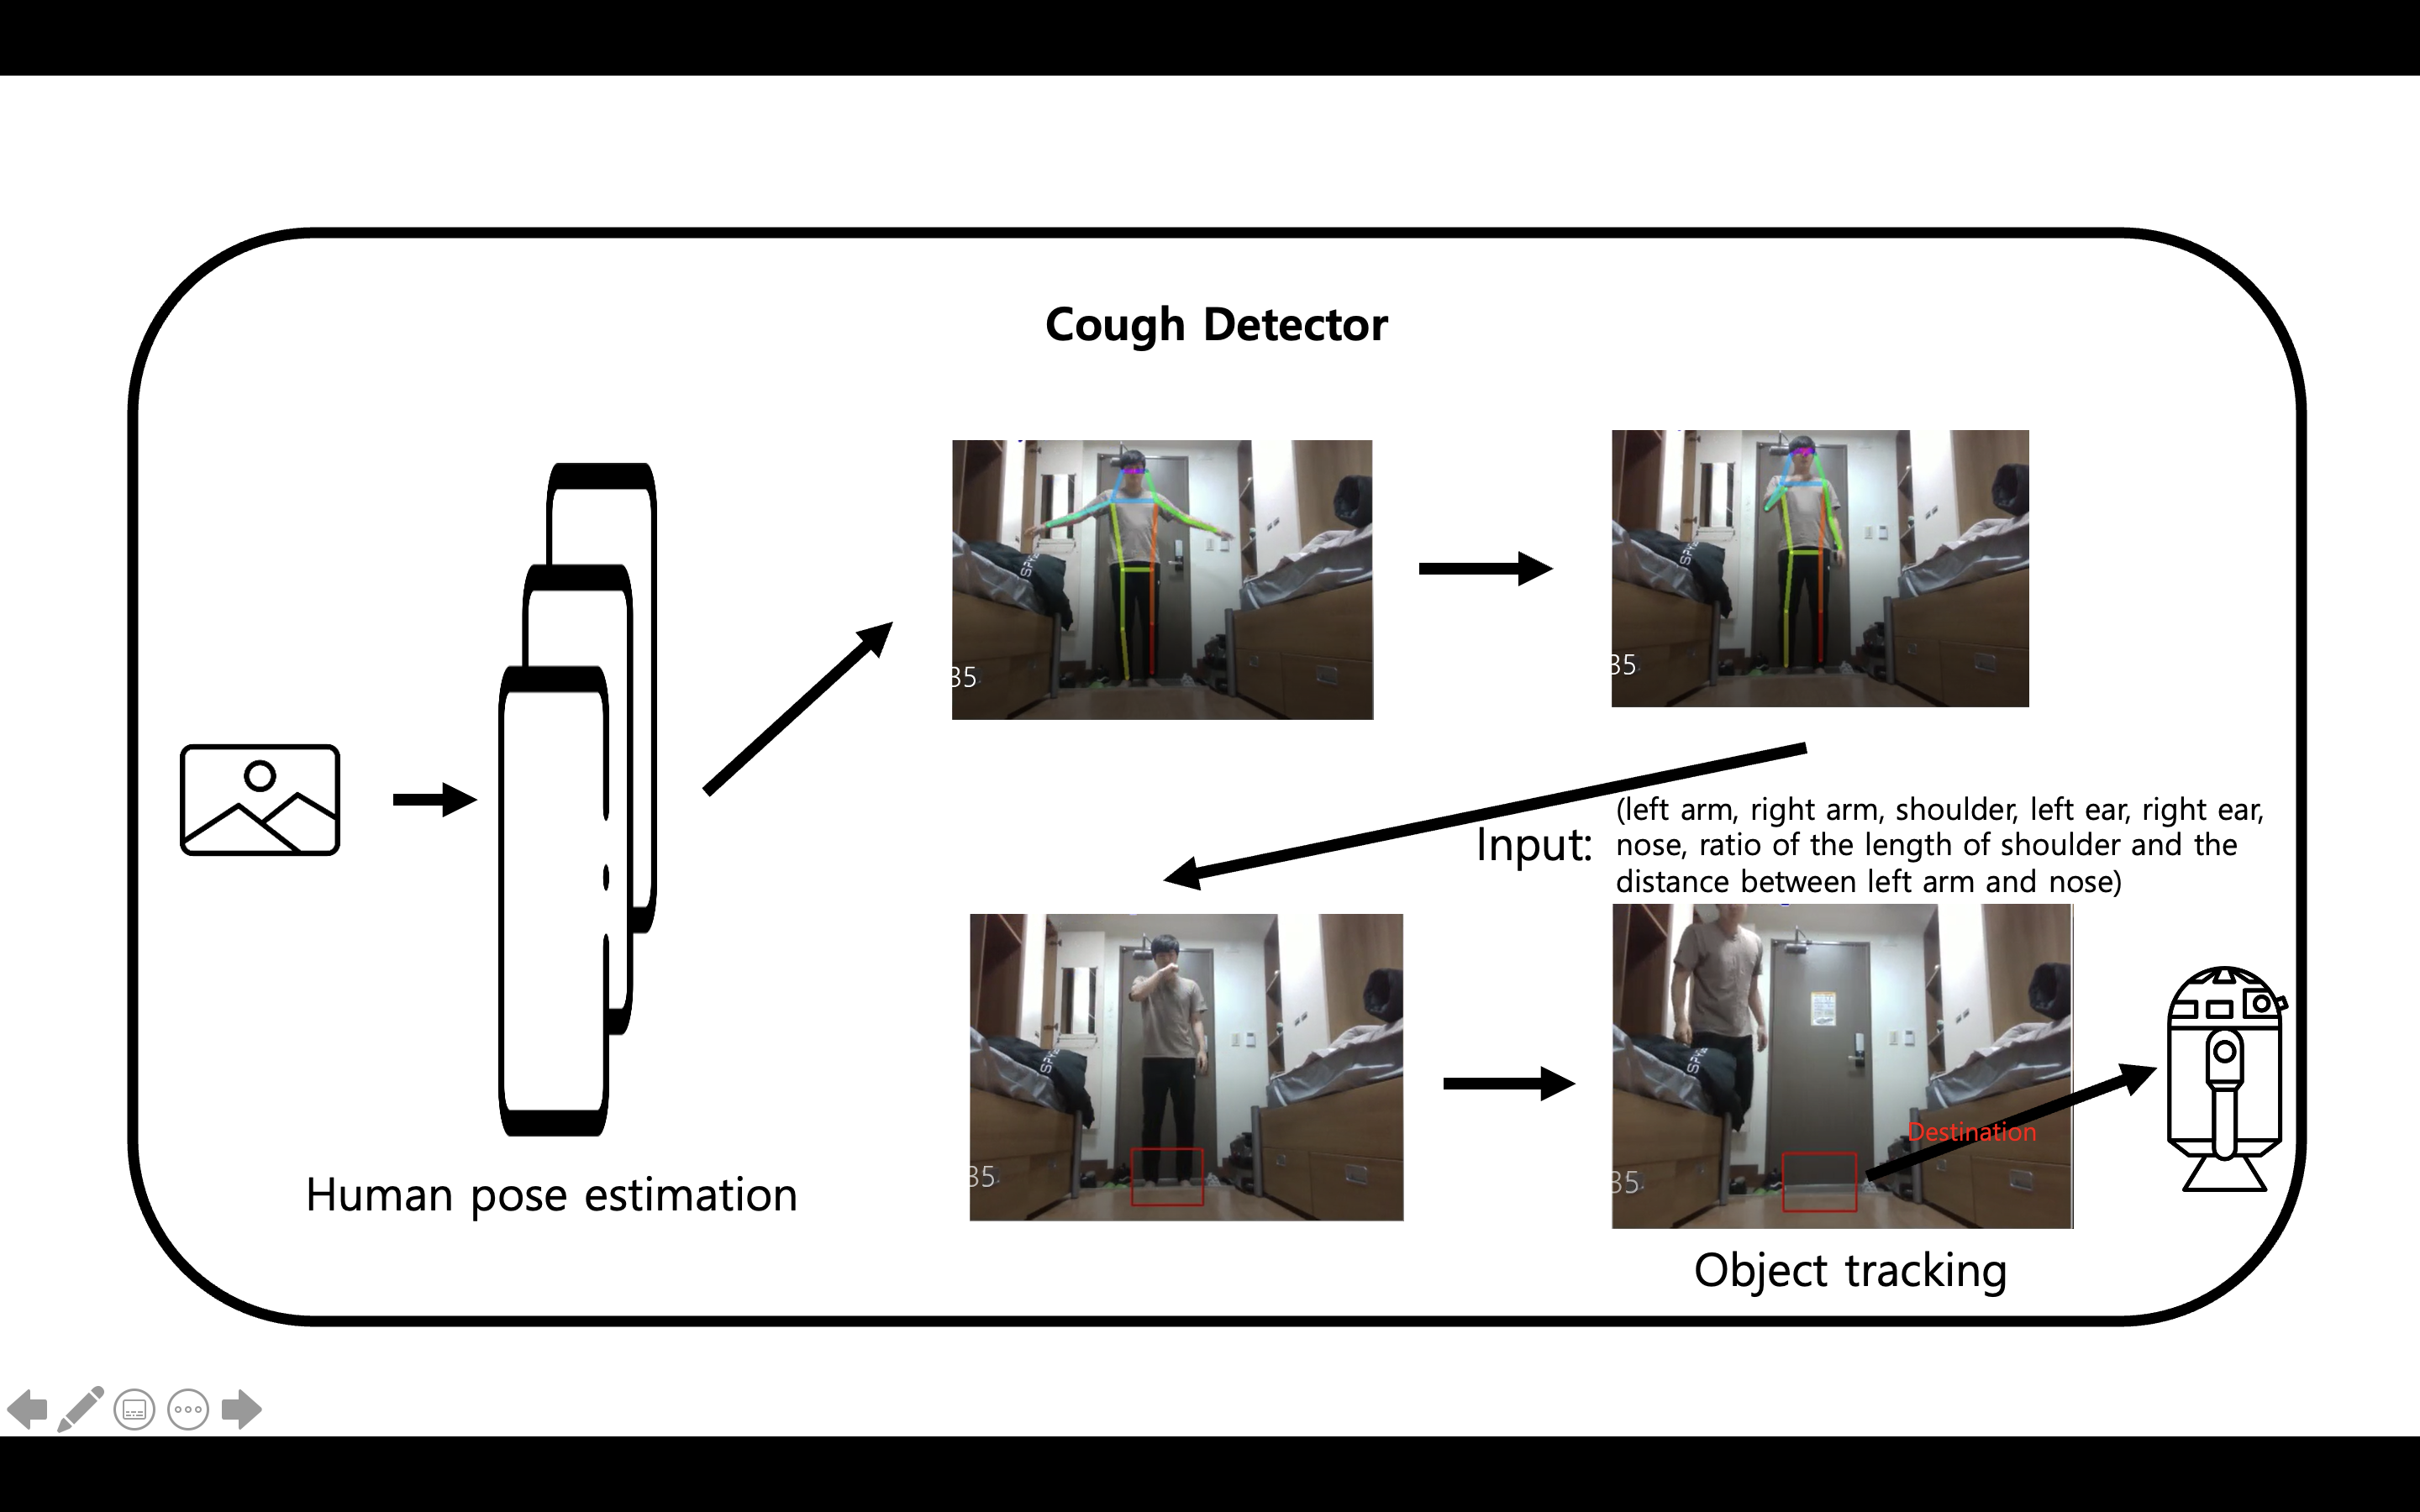 Cough Detector
35
35
Input:
(left arm, right arm, shoulder, left ear, right ear,
nose, ratio of the length of shoulder and the
distance between left arm and nose)
35
Destination
35
Human pose estimation
Object tracking